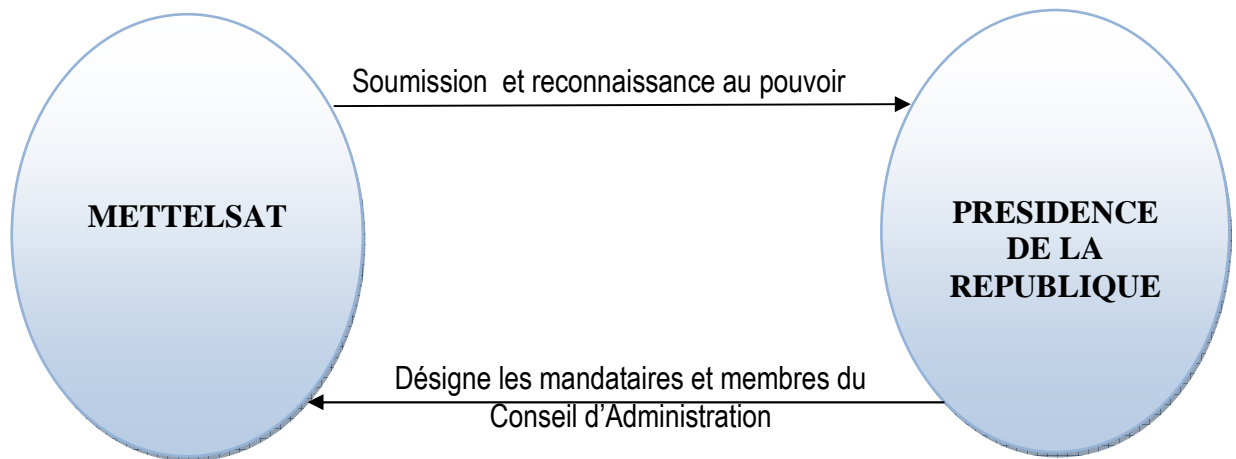 Soumission et reconnaissance au pouvoir
METTELSAT
PRESIDENCE
DE LA
REPUBLIQUE
Désigne les mandataires et membres du
Conseil d'Administration